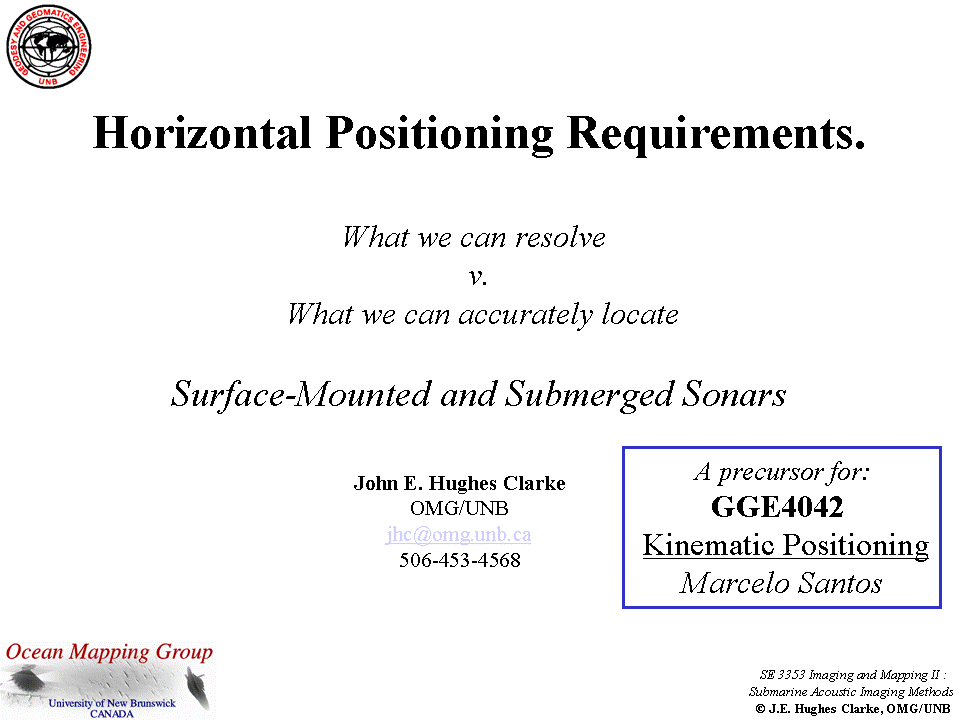 GEODESY AND GEOMATICS ENGINEERING
UNB
Horizontal Positioning Requirements.
What we can resolve
v.
What we can accurately locate
Surface-Mounted and Submerged Sonars
John E. Hughes Clarke
OMG/UNB
jhc@omg.unb.ca
506-453-4568
A precursor for:
GGE4042
Kinematic Positioning
Marcelo Santos
Ocean Mapping Group
University of New Brunswick
CANADA
SE 3353 Imaging and Mapping II :
Submarine Acoustic Imaging Methods
© J.E. Hughes Clarke, OMG/UNB